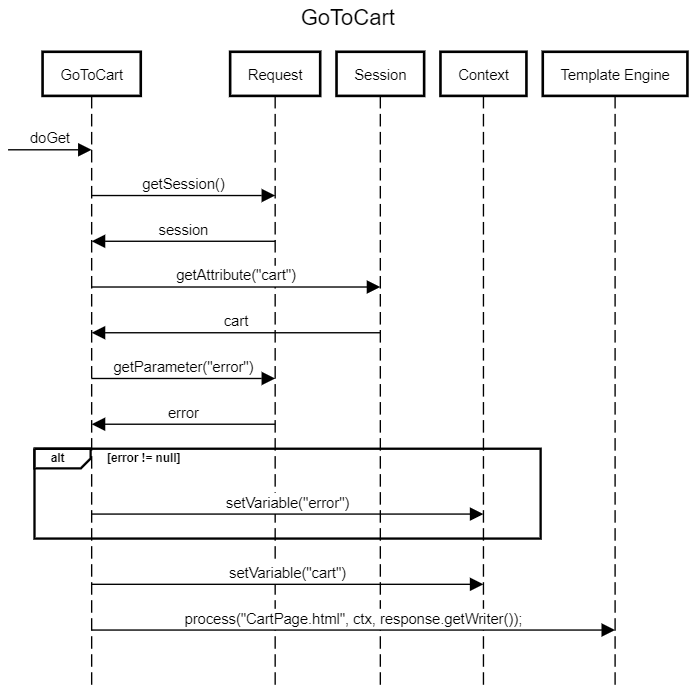 GoToCart
GoToCart
Request
Session
Context
Template Engine
doGet
getSession()
session
getAttribute("cart")
cart
getParameter("error")
error
alt
[error != null]
setVariable("error")
setVariable("cart")
process("CartPage.html", ctx, response.getWriter());